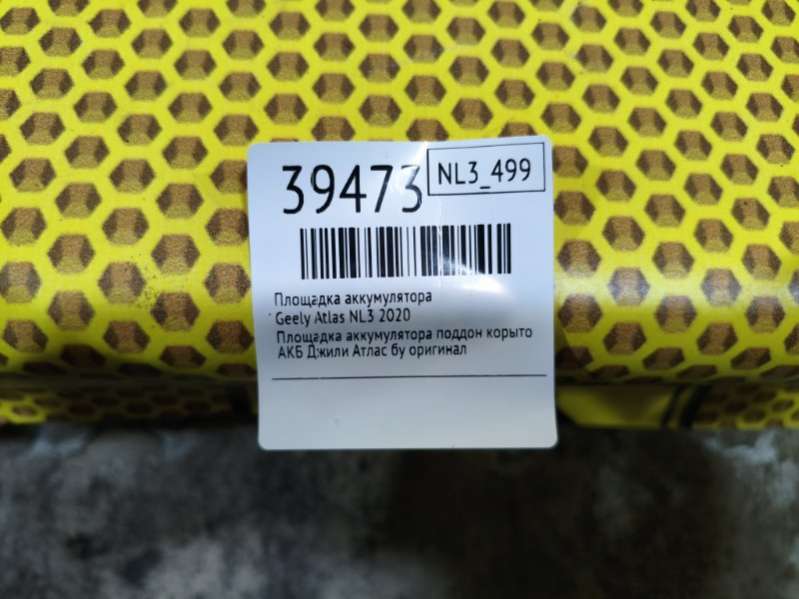 39473
NL3_499
Площадка аккумулятора
Geely Atlas NL3 2020
Площадка аккумулятора поддон корыто
АКБ Джили Атлас бу оригинал